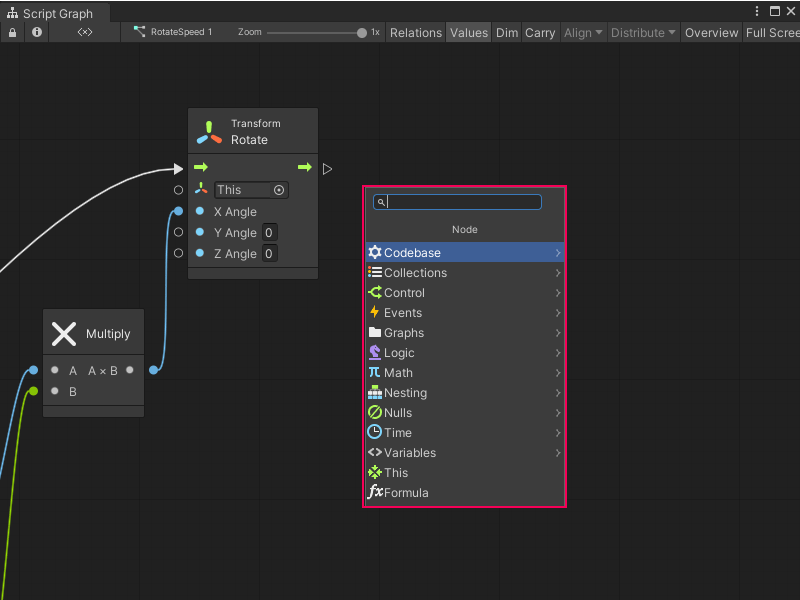 Script Graph
RotateSpeed 1 Zoom 1x Relations Values Dim Carry Align Distribute Overview Full Scree
Transform
Rotate
This
X Angle
Y Angle 0
Z Angle 0
Multiply
A A × B
B
Node
Codebase
Collections
Control
Events
Graphs
Logic
Math
Nesting
Nulls
Time
Variables
This
Formula